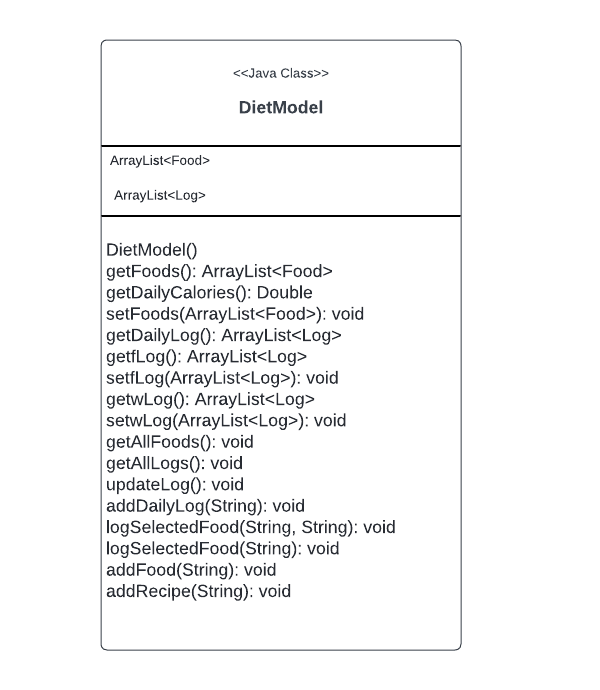 <<Java Class>>
DietModel
ArrayList<Food>
ArrayList<Log>
DietModel()
getFoods(): ArrayList<Food>
getDailyCalories(): Double
setFoods(ArrayList<Food>): void
getDailyLog(): ArrayList<Log>
getfLog(): ArrayList<Log>
setfLog(ArrayList<Log>): void
getwLog(): ArrayList<Log>
setwLog(ArrayList<Log>): void
getAllFoods(): void
getAllLogs(): void
updateLog(): void
addDailyLog(String): void
logSelectedFood(String, String): void
logSelectedFood(String): void
addFood(String): void
addRecipe(String): void